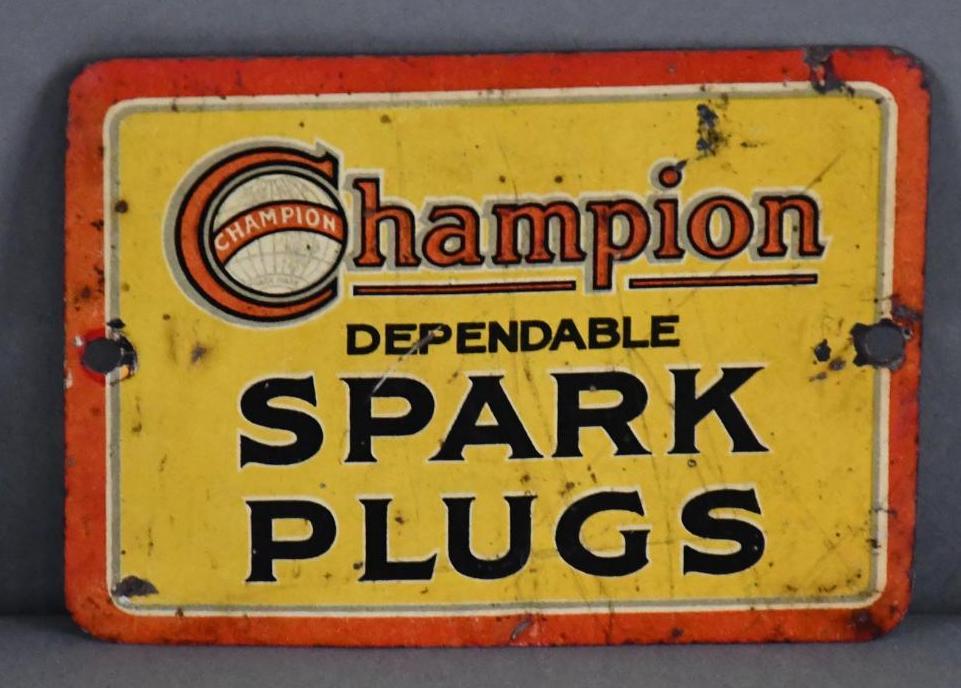 Champion
CHAMPION
DEPENDABLE
SPARK
PLUGS